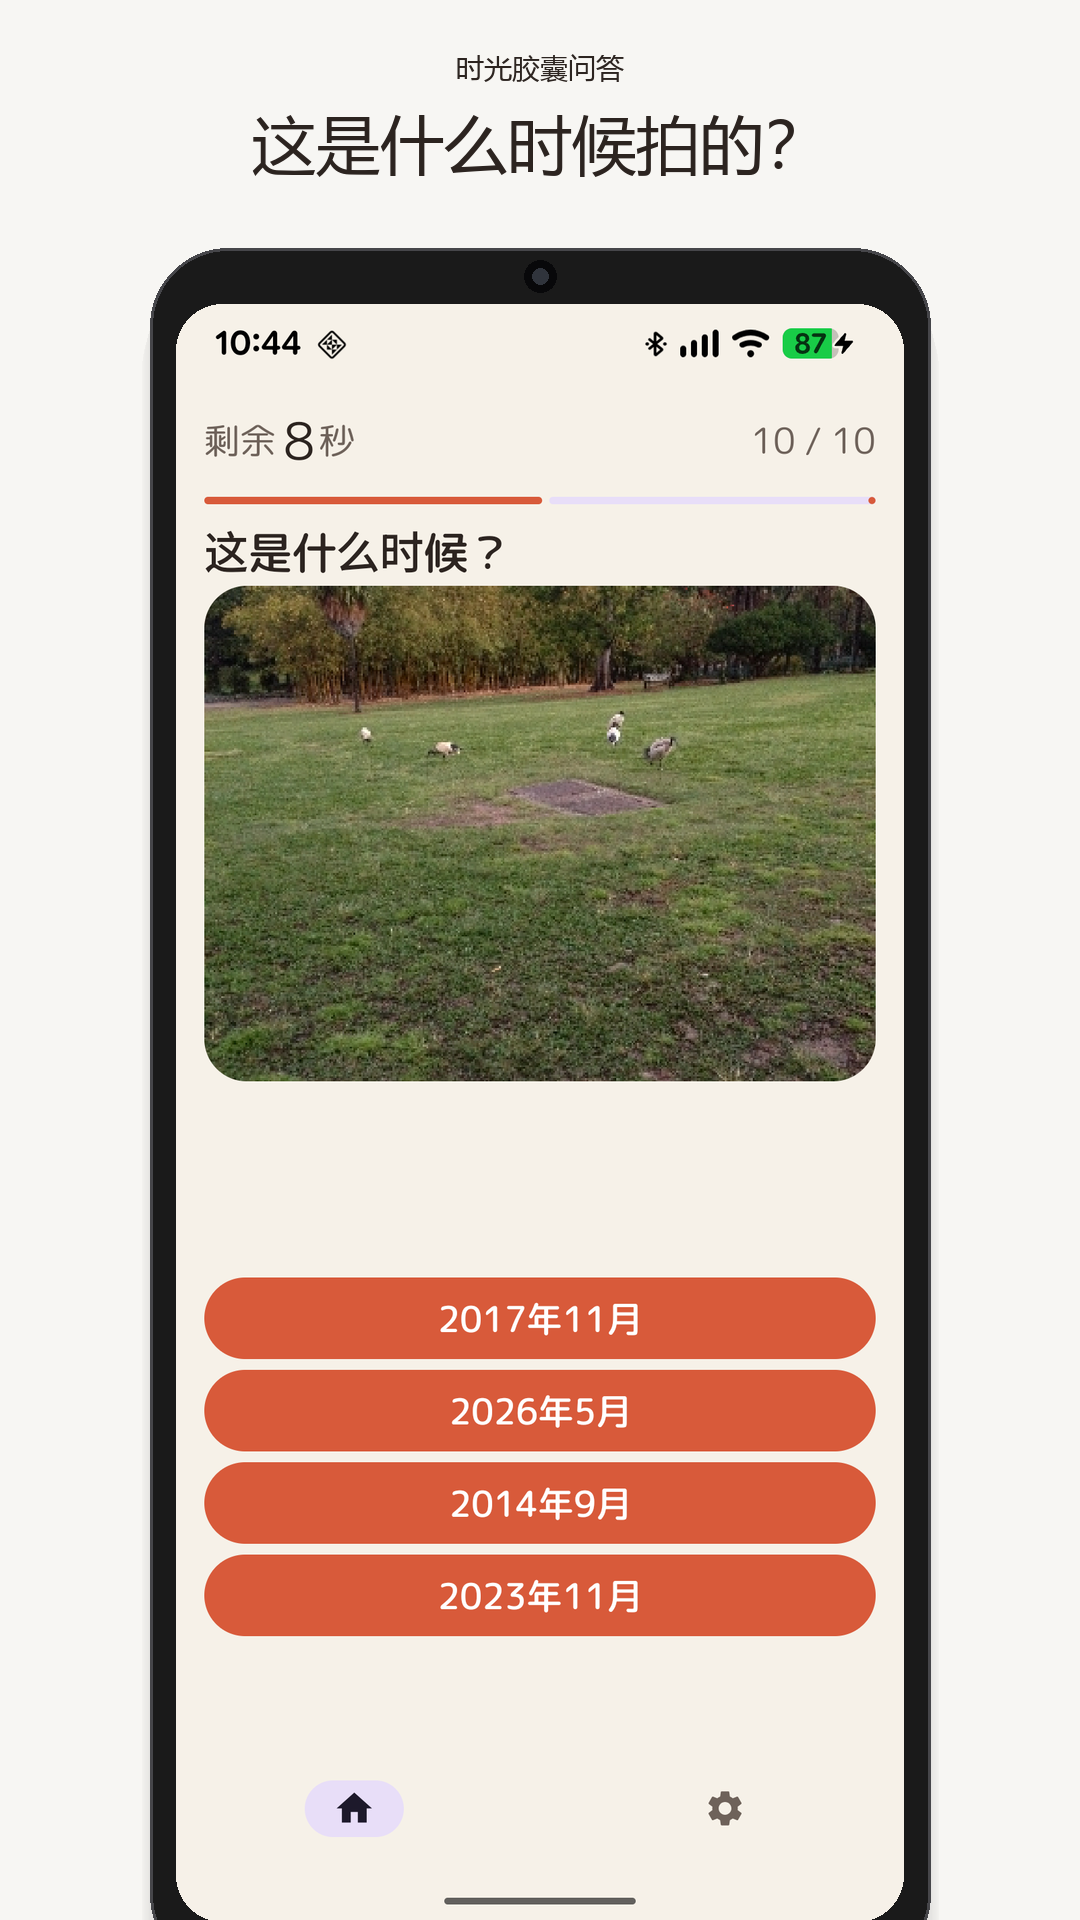 时光胶囊问答
这是什么时候拍的？
10:44
87
剩余8秒
10 / 10
这是什么时候？
2017年11月
2026年5月
2014年9月
2023年11月